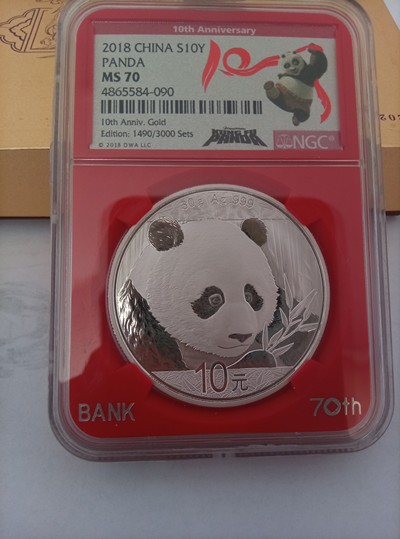 10th Anniversary
2018 CHINA S10Y
PANDA
MS 70
4865584-090
10th Anniv. Gold
Edition: 1490/3000 Sets
© 2018 DWA LLC
KUNG FU
PANDA
NGC
30g 999
10元
BANK
70th